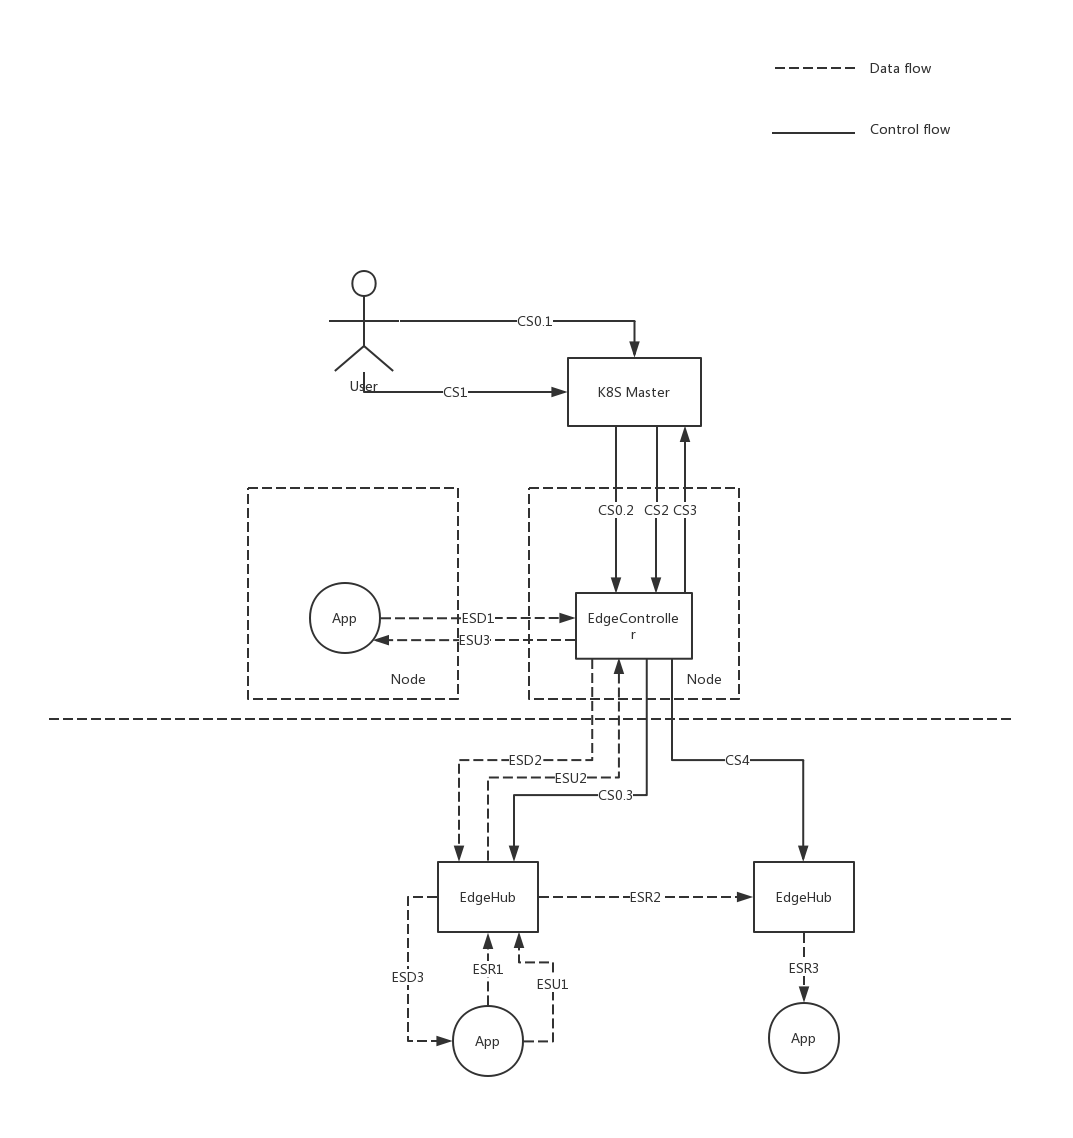 Data flow
Control flow
CS0.1
User
CS1
K8S Master
CS0.2
CS2
CS3
App
ESD1
EdgeControlle
r
ESU3
Node
Node
ESD2
CS4
ESU2
CS0.3
EdgeHub
ESR2
EdgeHub
ESD3
ESR1
ESU1
ESR3
App
App